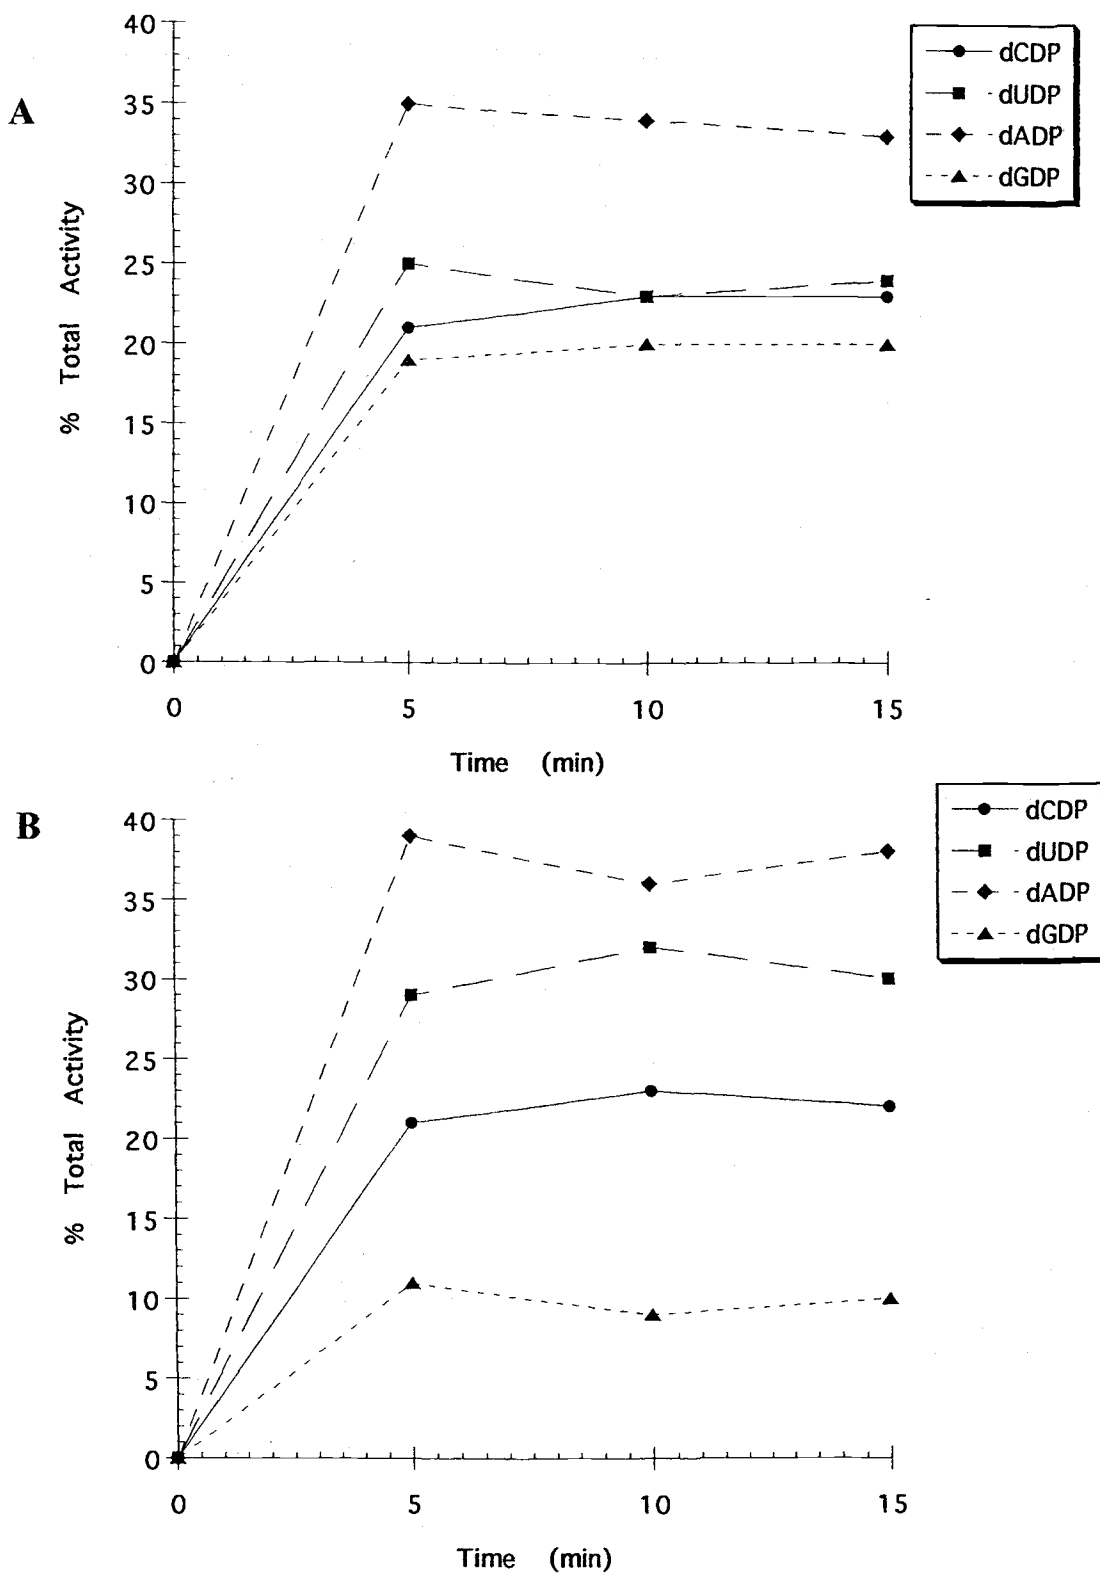 A
40
35
30
25
20
15
10
5
0
% Total Activity
0 5 10 15
Time (min)
dCDP
dUDP
dADP
dGDP
B
40
35
30
25
20
15
10
5
0
% Total Activity
0 5 10 15
Time (min)
dCDP
dUDP
dADP
dGDP